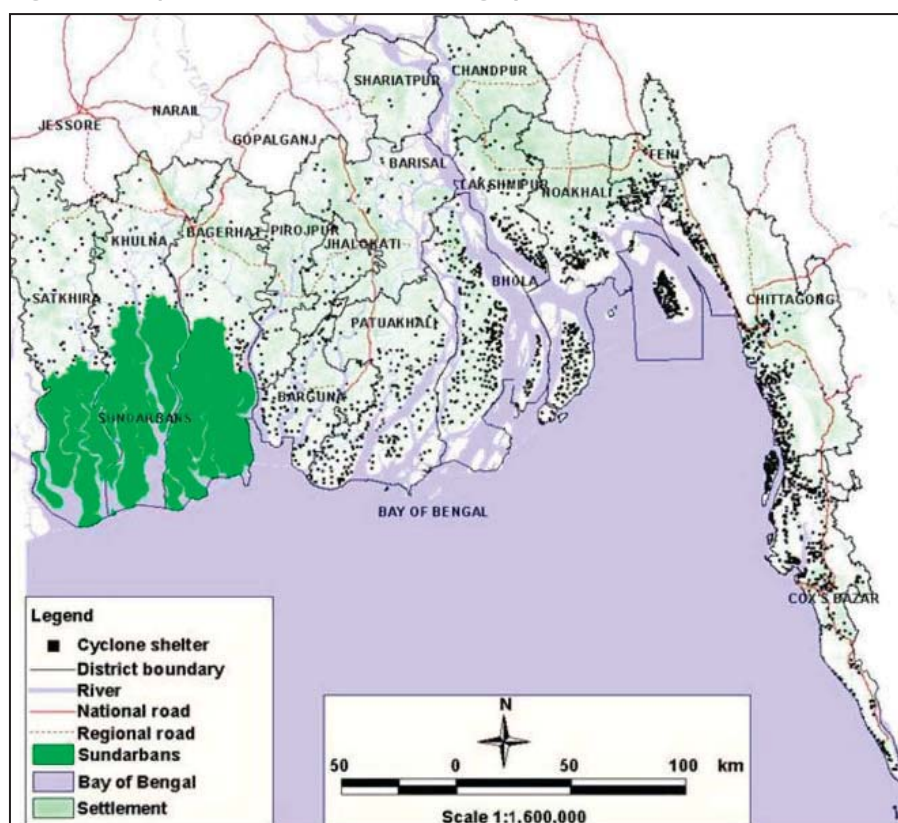 CHANDPUR
SHARIATPUR
NARAIL
JESSORE
GOPALGANJ
BARISAL
FENI
LAKSHMIPUR
NOAKHALI
KHULNA
BAGERHAT
PIROJPUR
JHALOKATI
BHOLA
SATKHIRA
CHITTAGONG
PATUAKHALI
BARGUNA
SUNDARBANS
BAY OF BENGAL
COX'S BAZAR
Legend
Cyclone shelter
District boundary
River
National road
Regional road
Sundarbans
Bay of Bengal
Settlement
N
50 0 50 100 km
Scale 1:1,600,000